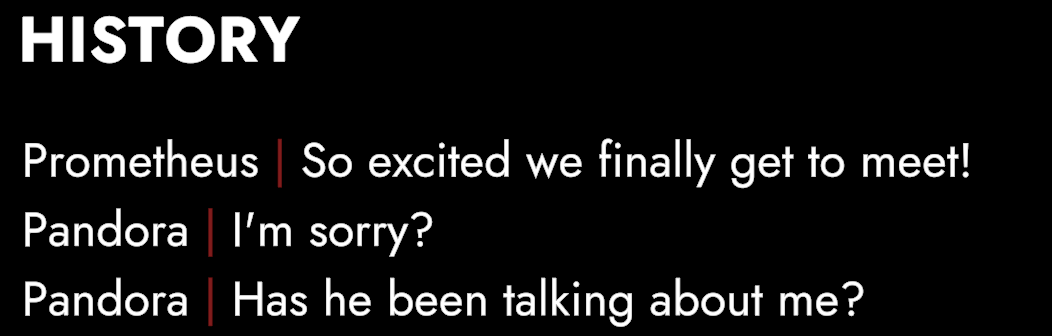 HISTORY
Prometheus | So excited we finally get to meet!
Pandora | I'm sorry?
Pandora | Has he been talking about me?